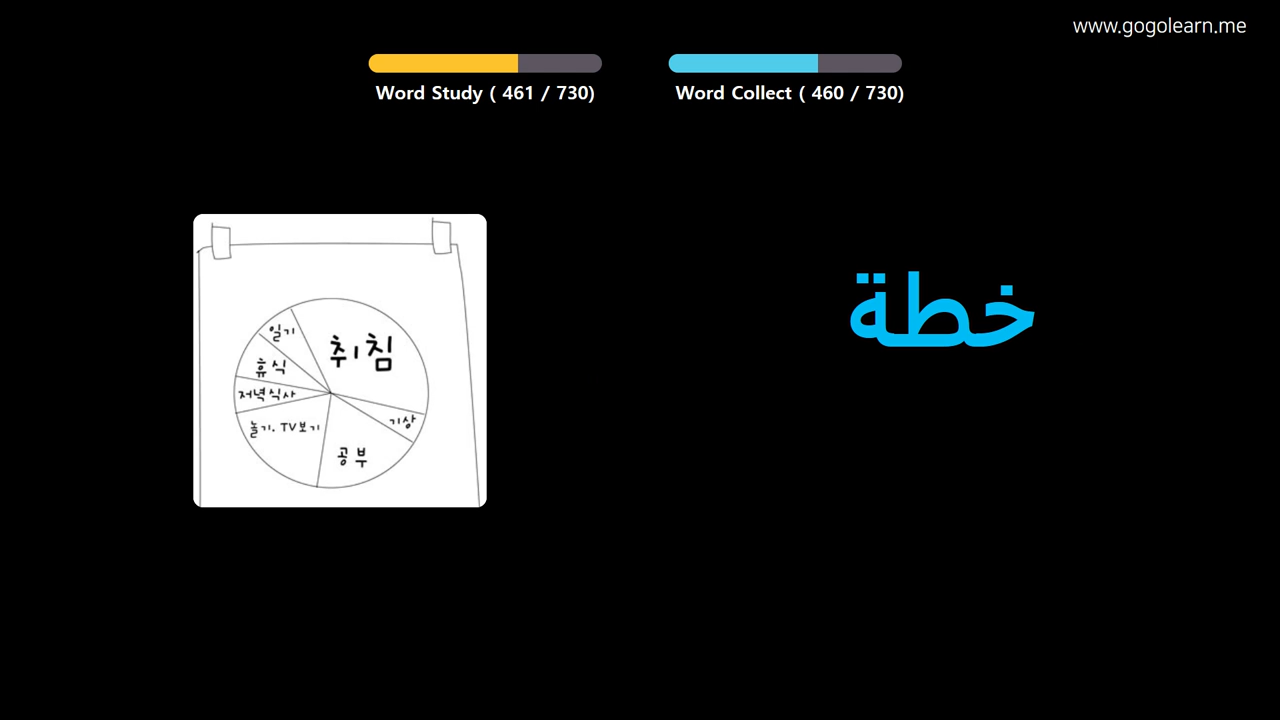 www.gogolearn.me
Word Study ( 461 / 730)
Word Collect ( 460 / 730)
일기
취침
휴식
저녁식사
놀기. TV보기
기상
공부
خطة